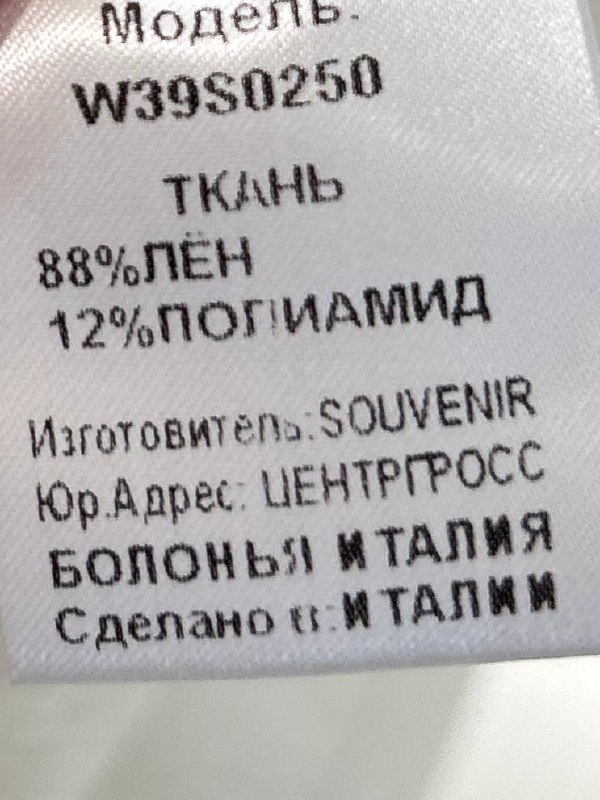 Модель:
W39S0250
ТКАНЬ
88%ЛЁН
12%ПОЛИАМИД
Изготовитель:SOUVENIR
Юр.Адрес: ЦЕНТРГРОСС
БОЛОНЬЯ ИТАЛИЯ
Сделано в:ИТАЛИИ